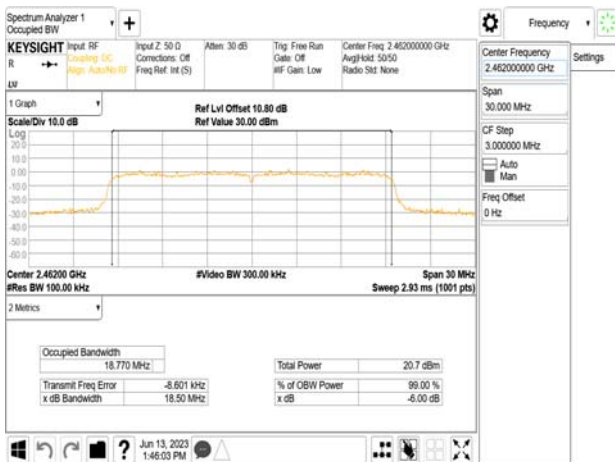 Spectrum Analyzer 1
Occupied BW
Frequency
KEYSIGHT
Input: RF
Coupling: DC
Align: Auto/No RF
Input Z: 50 Ω
Corrections: Off
Freq Ref: Int (S)
Atten: 30 dB
Trig: Free Run
Gate: Off
#IF Gain: Low
Center Freq: 2.462000000 GHz
Avg|Hold: 50/50
Radio Std: None
R
LVI
Center Frequency
2.462000000 GHz
Settings
Span
30.000 MHz
CF Step
3.000000 MHz
Auto
Man
Freq Offset
0 Hz
1 Graph
Scale/Div 10.0 dB
Ref Lvl Offset 10.80 dB
Ref Value 30.00 dBm
Log
20.0
10.0
0.00
-10.0
-20.0
-30.0
-40.0
-50.0
-60.0
Center 2.46200 GHz
#Video BW 300.00 kHz
Span 30 MHz
#Res BW 100.00 kHz
Sweep 2.93 ms (1001 pts)
2 Metrics
Occupied Bandwidth
18.770 MHz
Total Power
20.7 dBm
Transmit Freq Error
-8.601 kHz
% of OBW Power
99.00 %
x dB Bandwidth
18.50 MHz
x dB
-6.00 dB
Jun 13, 2023
1:46:03 PM